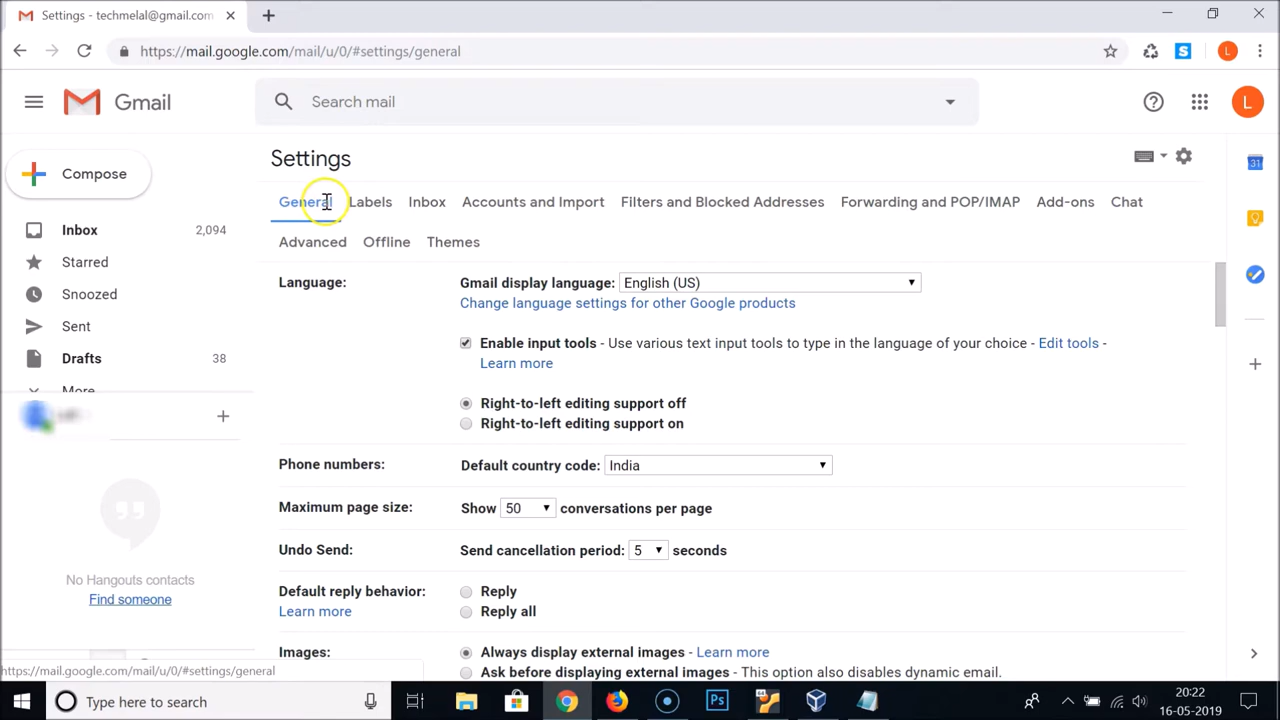 Settings - techmelal@gmail.com
https://mail.google.com/mail/u/0/#settings/general
L
Gmail
Search mail
L
Compose
Inbox 2,094
Starred
Snoozed
Sent
Drafts 38
More
No Hangouts contacts
Find someone
Settings
General Labels Inbox Accounts and Import Filters and Blocked Addresses Forwarding and POP/IMAP Add-ons Chat
Advanced Offline Themes
Language: Gmail display language: English (US)
Change language settings for other Google products
Enable input tools - Use various text input tools to type in the language of your choice - Edit tools -
Learn more
Right-to-left editing support off
Right-to-left editing support on
Phone numbers: Default country code: India
Maximum page size: Show 50 conversations per page
Undo Send: Send cancellation period: 5 seconds
Default reply behavior: Reply
Learn more Reply all
Images: Always display external images - Learn more
Ask before displaying external images - This option also disables dynamic email.
https://mail.google.com/mail/u/0/#settings/general
Type here to search
Ps
20:22
16-05-2019